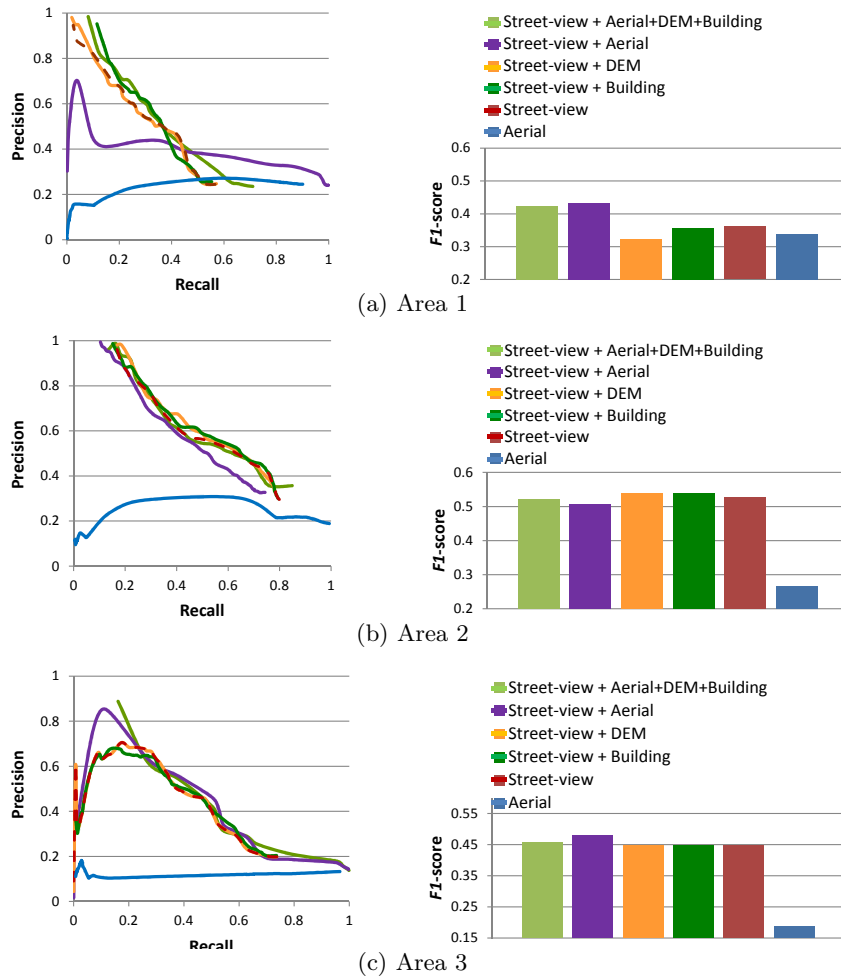 1
0.8
0.6
0.4
0.2
0
Precision
0 0.2 0.4 0.6 0.8 1
Recall
Street-view + Aerial+DEM+Building
Street-view + Aerial
Street-view + DEM
Street-view + Building
Street-view
Aerial
0.6
0.5
0.4
0.3
0.2
F1-score
(a) Area 1
1
0.8
0.6
0.4
0.2
0
Precision
0 0.2 0.4 0.6 0.8 1
Recall
Street-view + Aerial+DEM+Building
Street-view + Aerial
Street-view + DEM
Street-view + Building
Street-view
Aerial
0.6
0.5
0.4
0.3
0.2
F1-score
(b) Area 2
1
0.8
0.6
0.4
0.2
0
Precision
0 0.2 0.4 0.6 0.8 1
Recall
Street-view + Aerial+DEM+Building
Street-view + Aerial
Street-view + DEM
Street-view + Building
Street-view
Aerial
0.55
0.45
0.35
0.25
0.15
F1-score
(c) Area 3